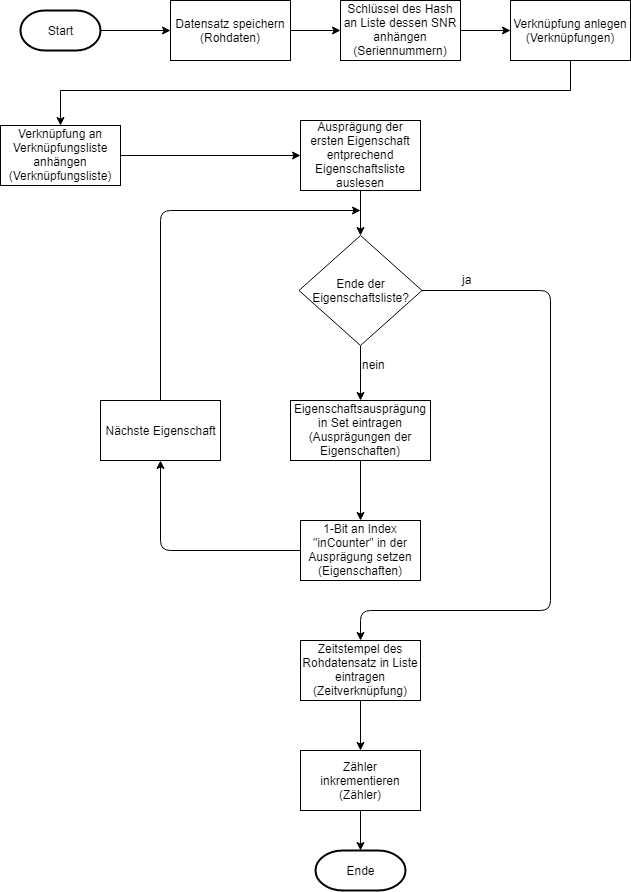 Start
Datensatz speichern
(Rohdaten)
Schlüssel des Hash
an Liste dessen SNR
anhängen
(Seriennummern)
Verknüpfung anlegen
(Verknüpfungen)
Verknüpfung an
Verknüpfungsliste
anhängen
(Verknüpfungsliste)
Ausprägung der
ersten Eigenschaft
entprechend
Eigenschaftsliste
auslesen
Ende der
Eigenschaftsliste?
ja
nein
Eigenschaftsausprägung
in Set eintragen
(Ausprägungen der
Eigenschaften)
Nächste Eigenschaft
1-Bit an Index
"inCounter" in der
Ausprägung setzen
(Eigenschaften)
Zeitstempel des
Rohdatensatz in Liste
eintragen
(Zeitverknüpfung)
Zähler
inkrementieren
(Zähler)
Ende